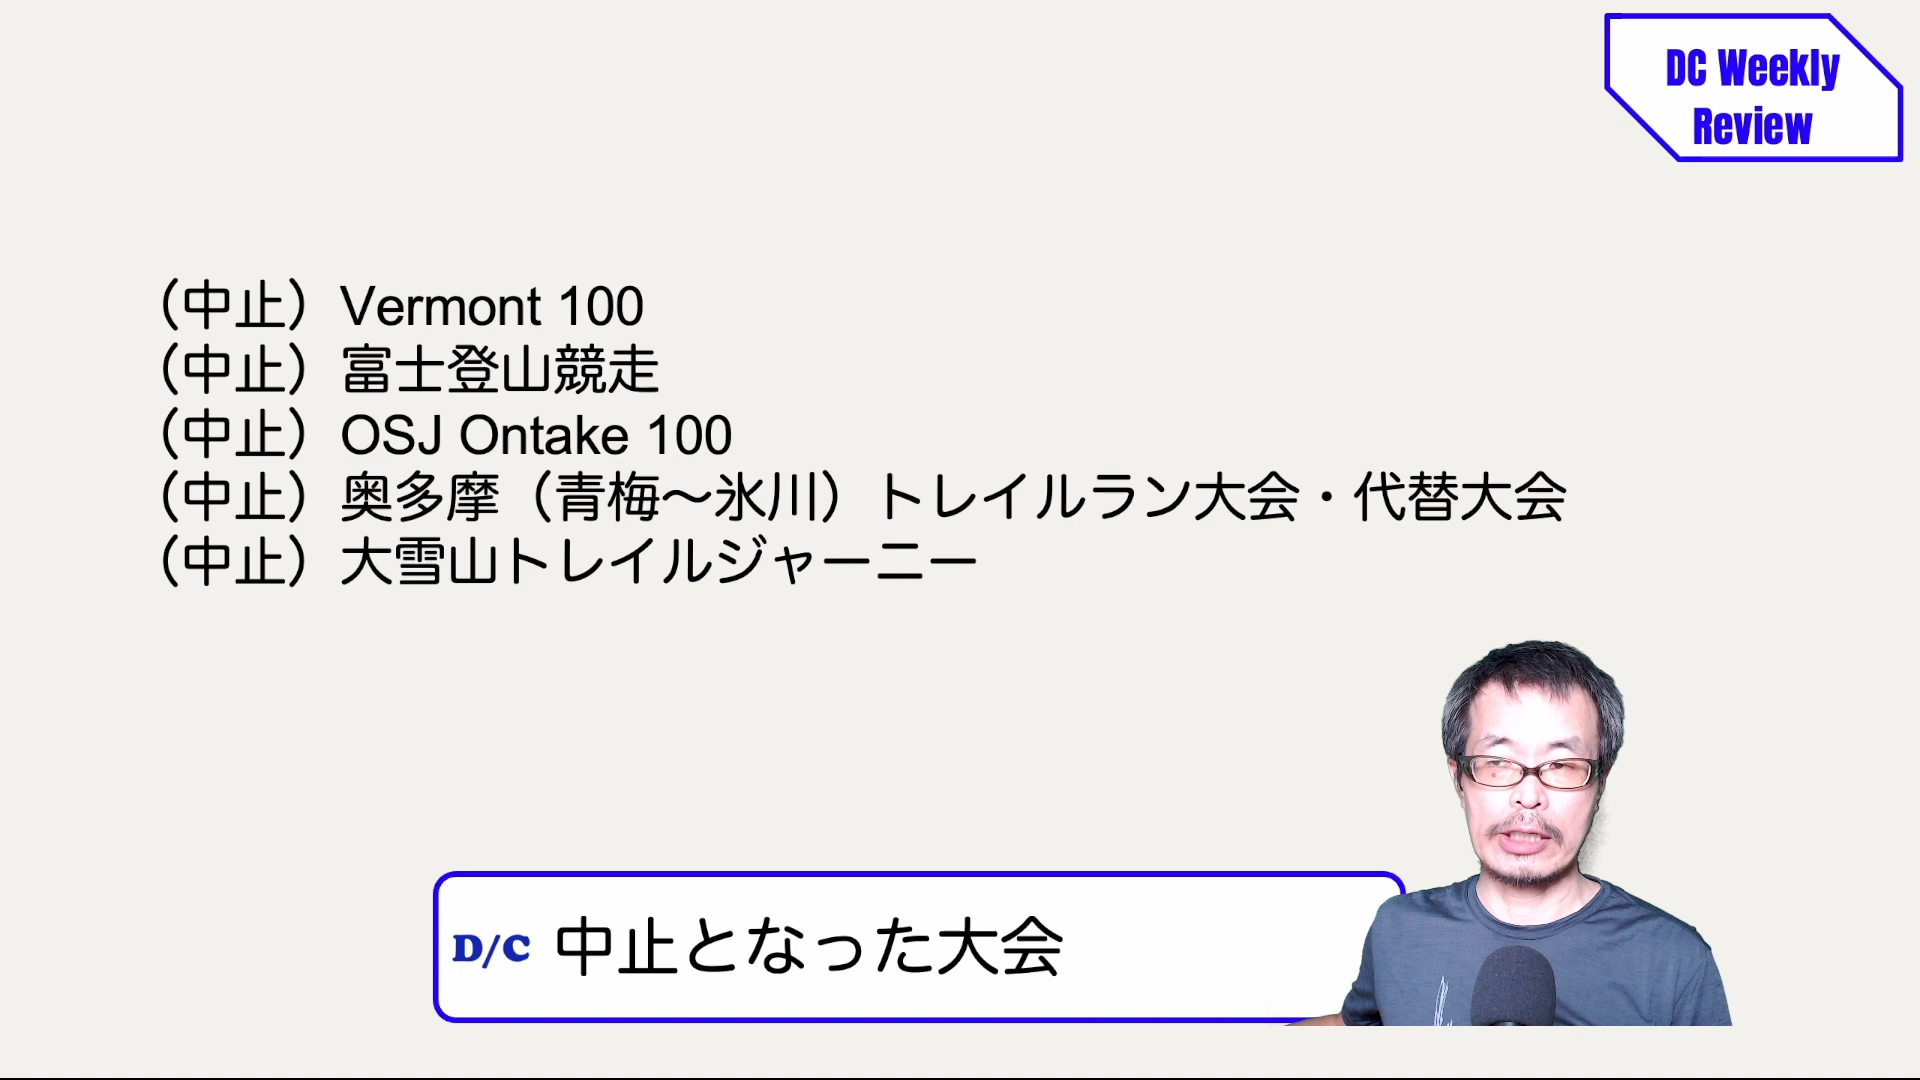 DC Weekly
Review
（中止）Vermont 100
（中止）富士登山競走
（中止）OSJ Ontake 100
（中止）奥多摩（青梅〜氷川）トレイルラン大会・代替大会
（中止）大雪山トレイルジャーニー
D/C 中止となった大会